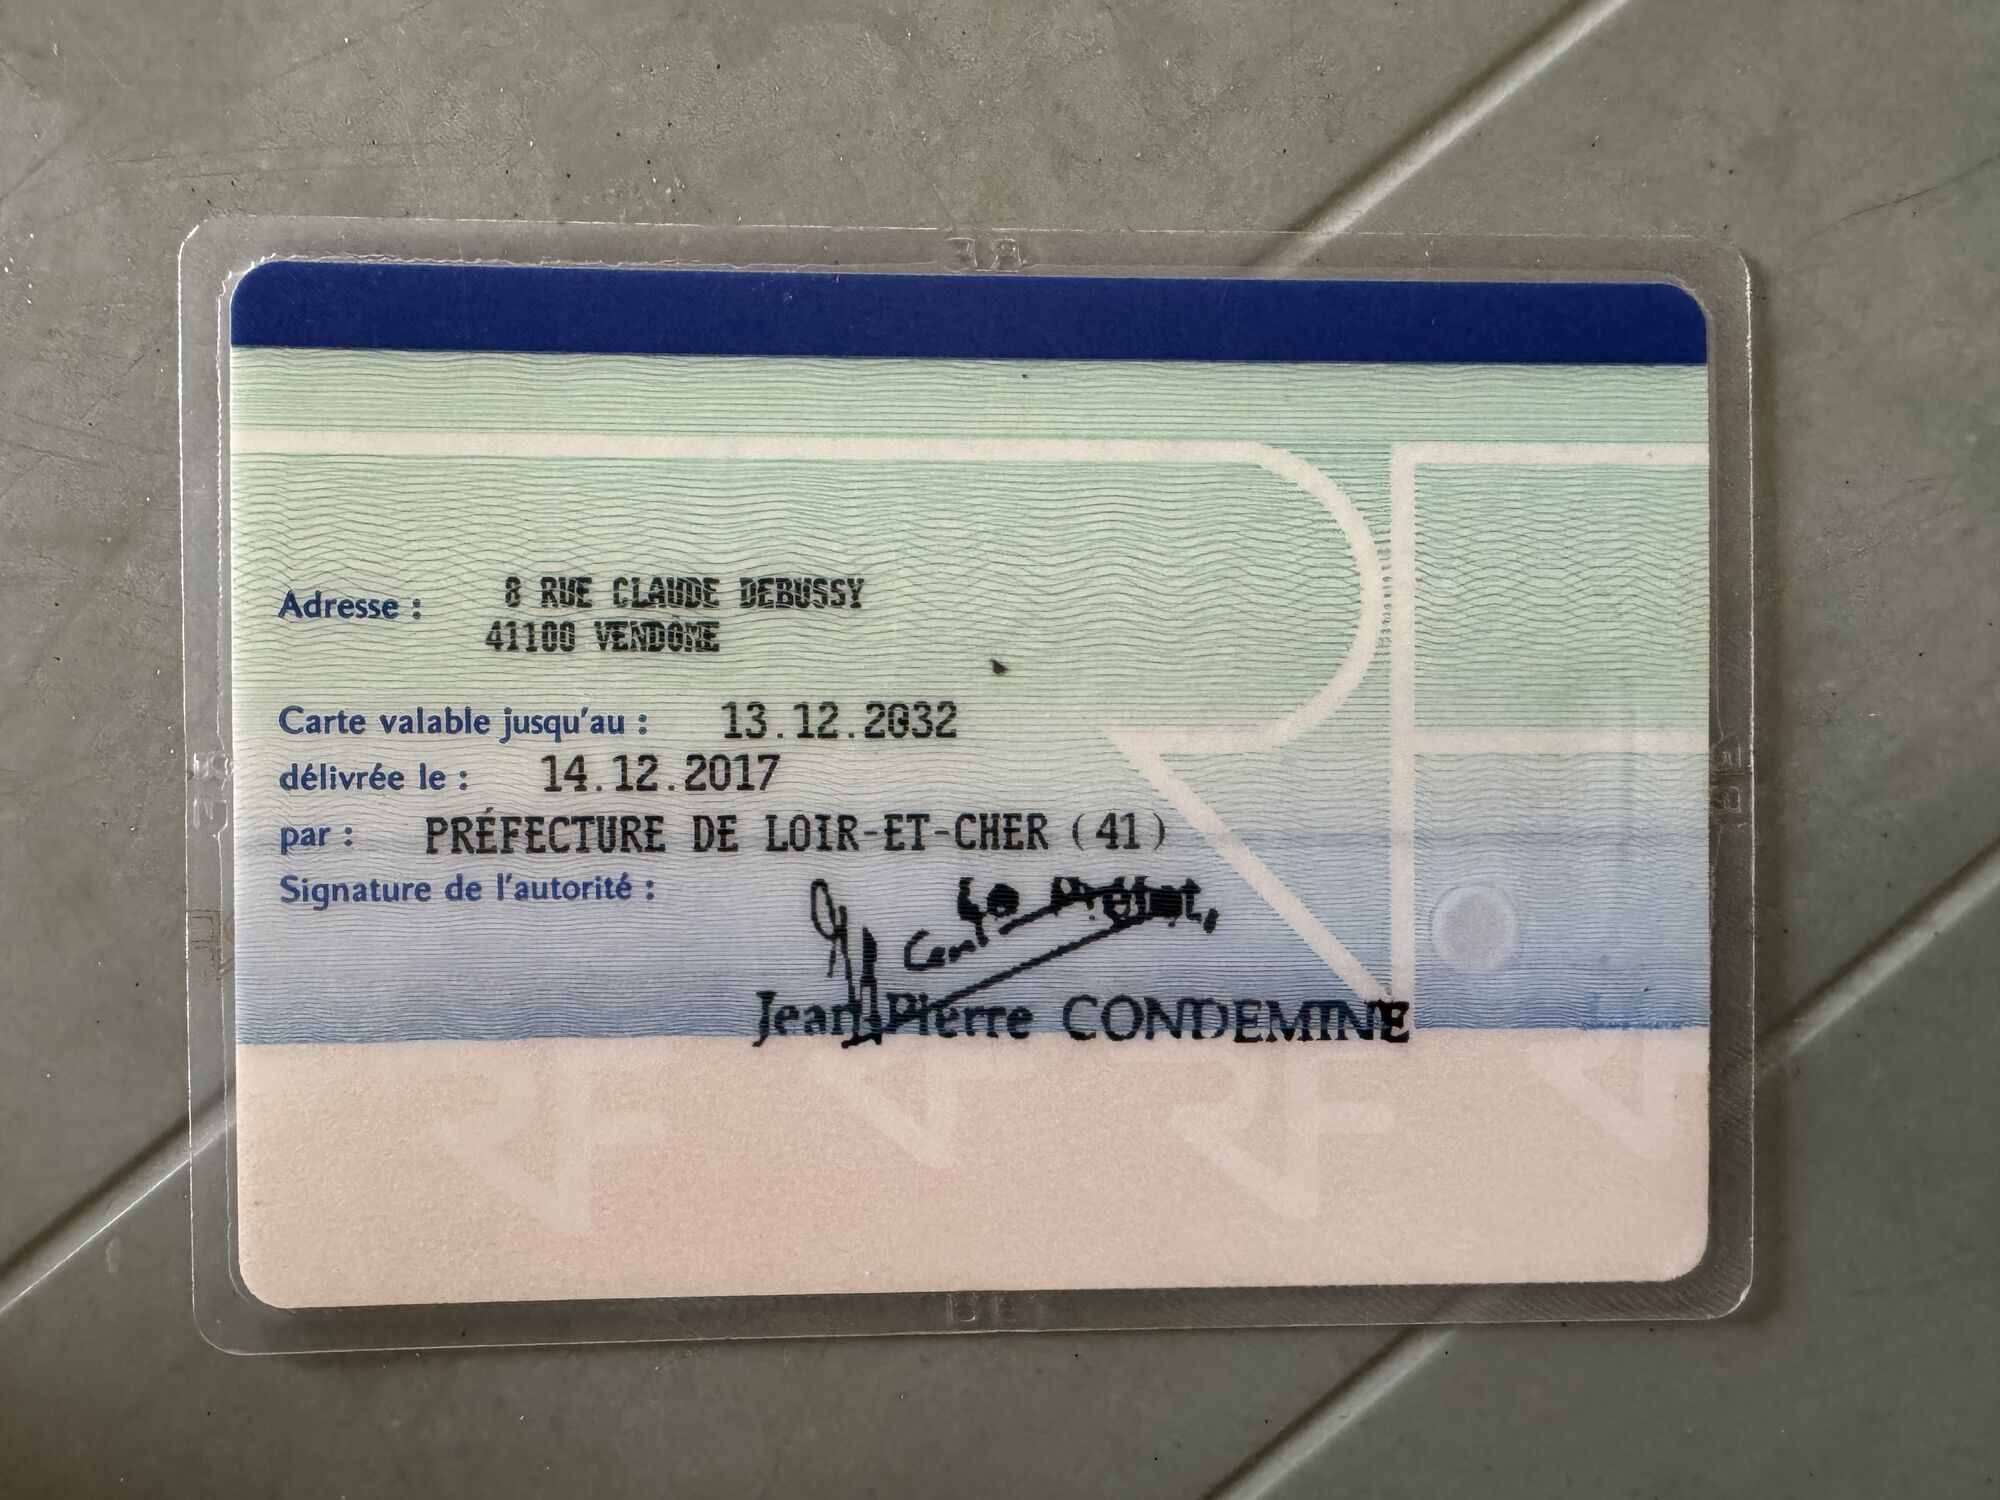 Adresse : 8 RUE CLAUDE DEBUSSY
41100 VENDOME
Carte valable jusqu'au : 13.12.2032
délivrée le : 14.12.2017
par : PRÉFECTURE DE LOIR-ET-CHER (41)
Signature de l'autorité :
Le Préfet,
Jean-Pierre CONDEMINE
RF